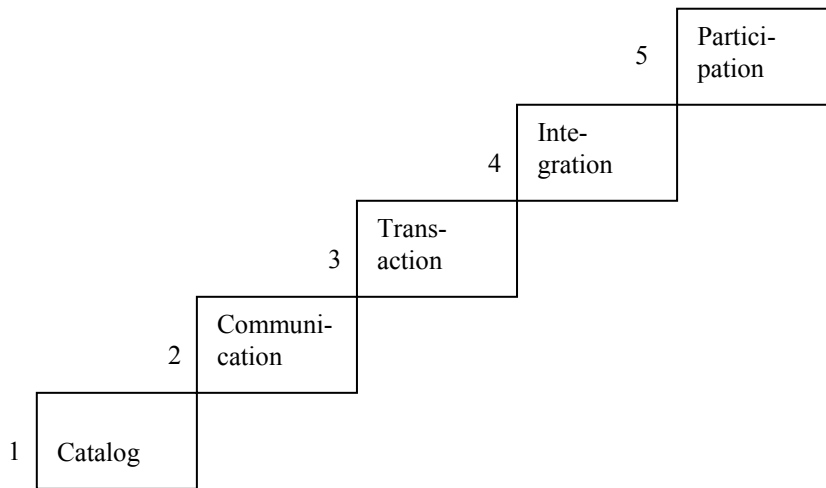 5
Partici-
pation
4
Inte-
gration
3
Trans-
action
2
Communi-
cation
1
Catalog